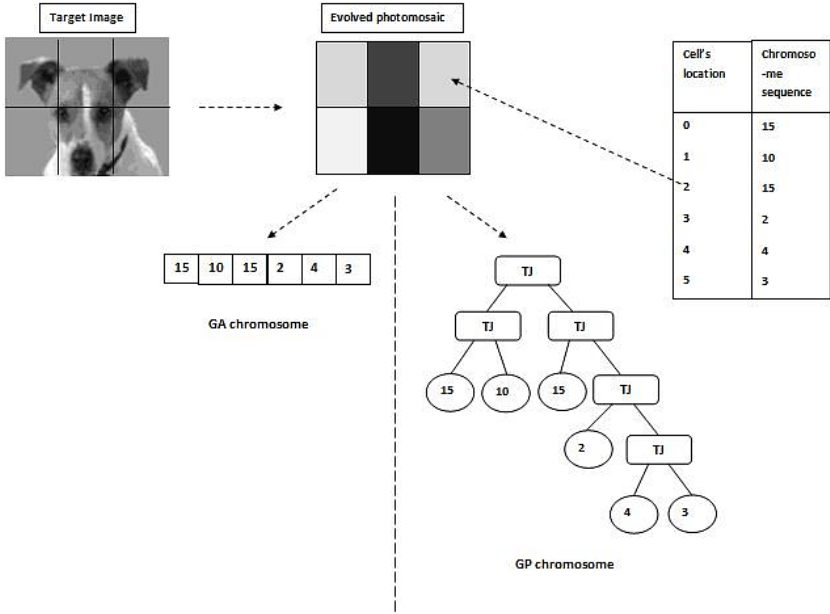 Target Image
Evolved photomosaic
Cell's
location
Chromoso
-me
sequence
0 15
1 10
2 15
3 2
4 4
5 3
15 10 15 2 4 3
GA chromosome
TJ
TJ TJ
15 10 15 TJ
2 TJ
4 3
GP chromosome